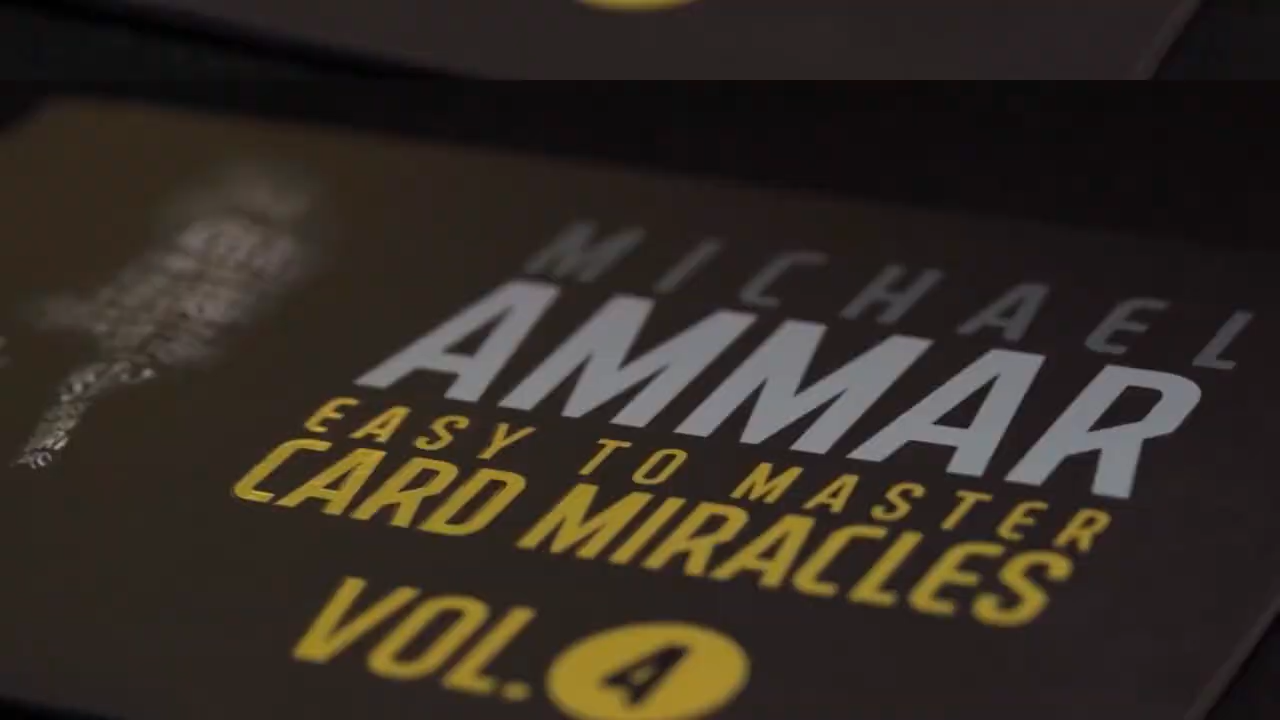 MICHAEL
AMMAR
EASY TO MASTER
CARD MIRACLES
VOL. 4